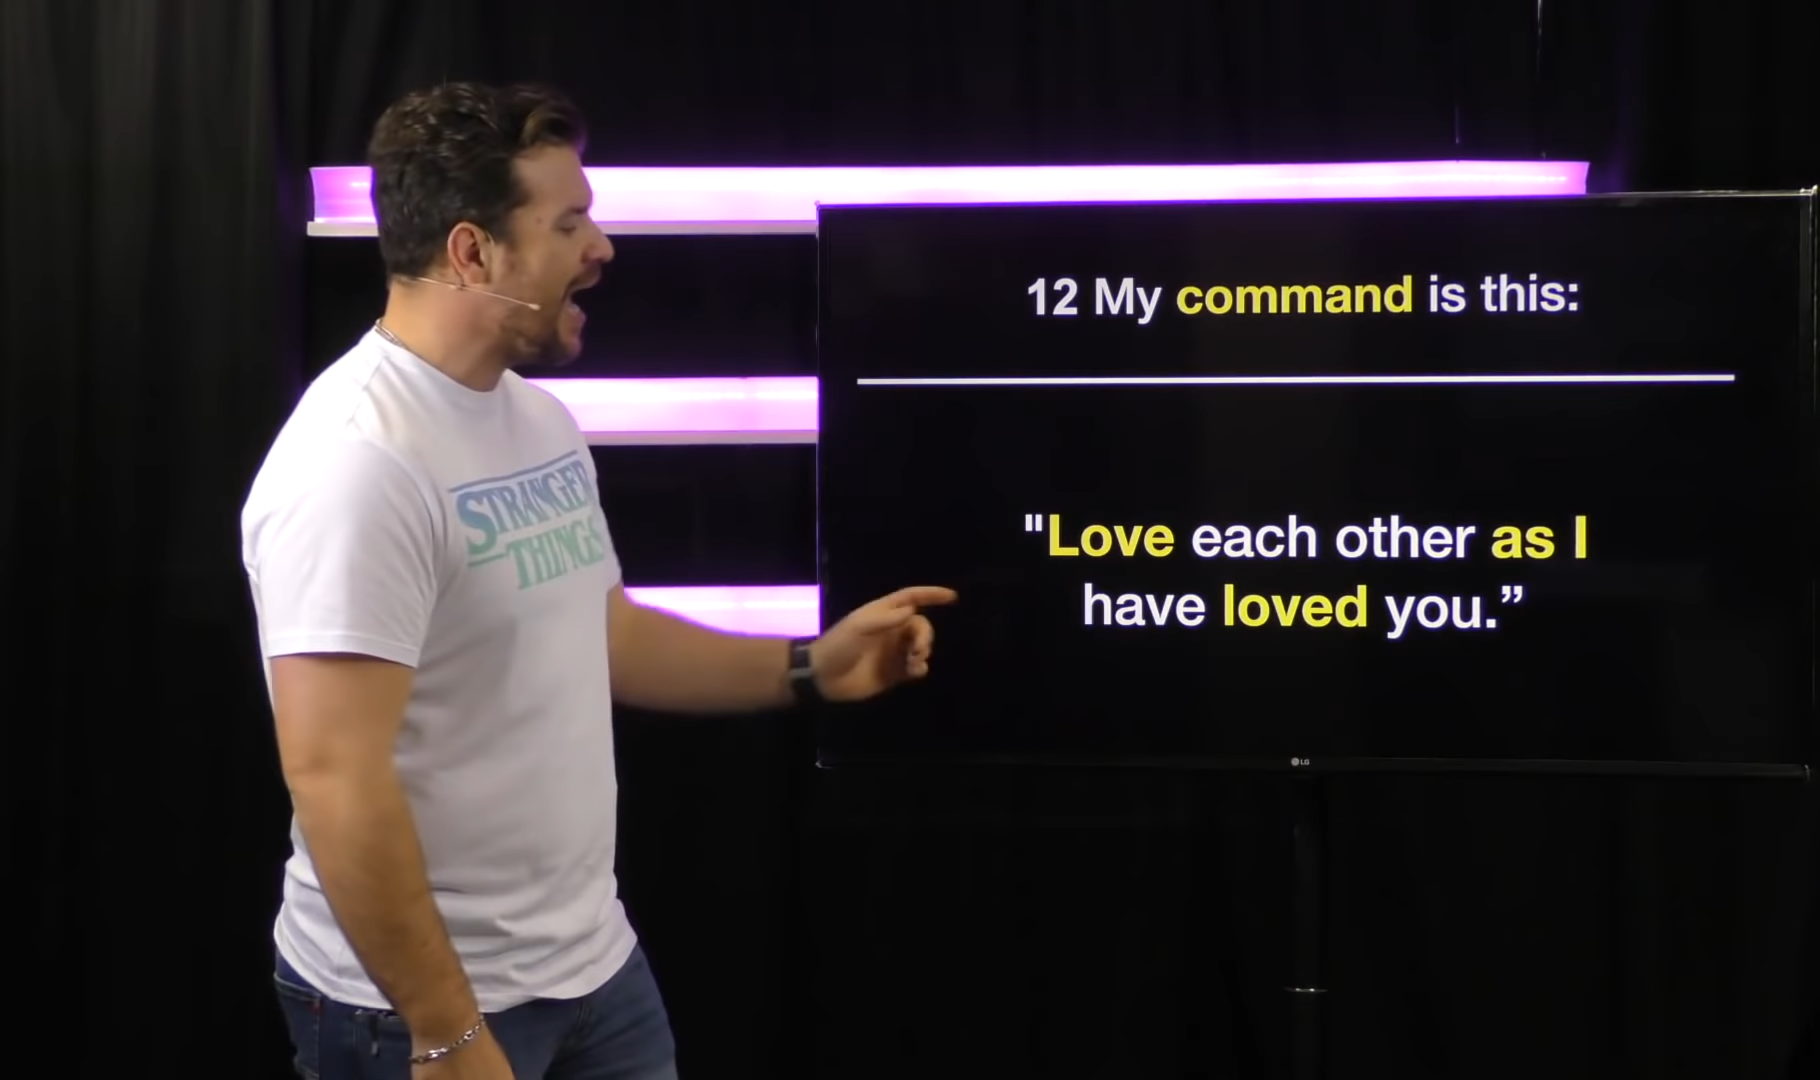 12 My command is this:
"Love each other as I
have loved you.”
STRANGER
THINGS
LG